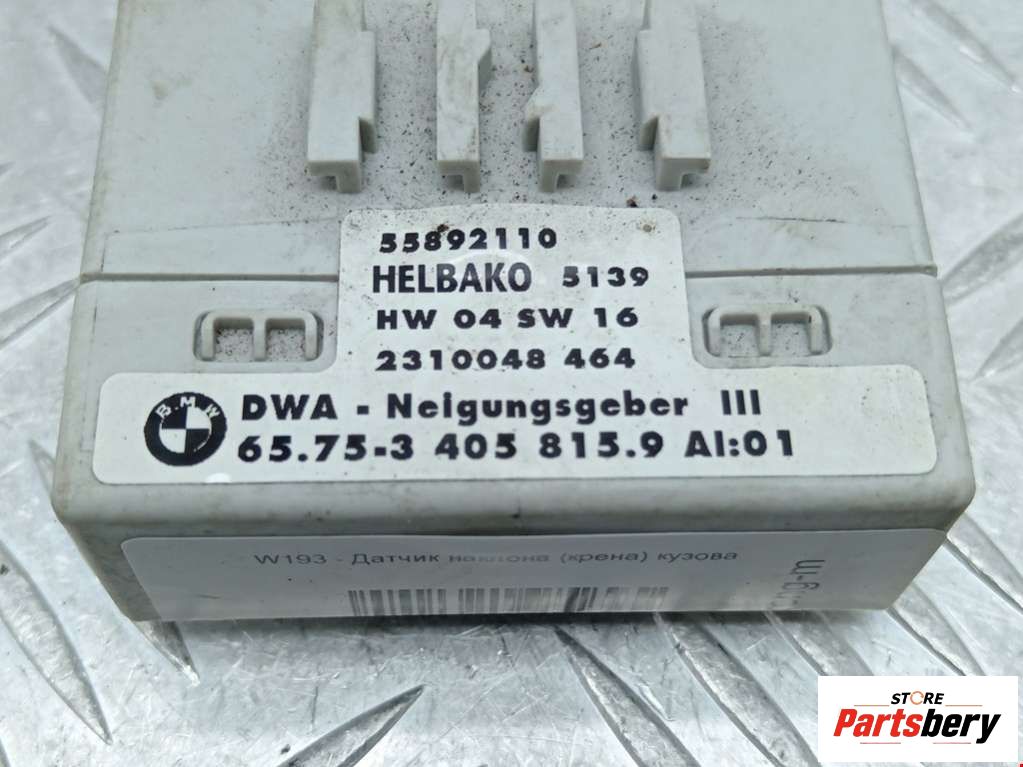 55892110
HELBAKO 5139
HW 04 SW 16
2310048 464
BMW
DWA - Neigungsgeber III
65.75-3 405 815.9 AI:01
W193 - Датчик наклона (крена) кузова
STORE
Partsbery